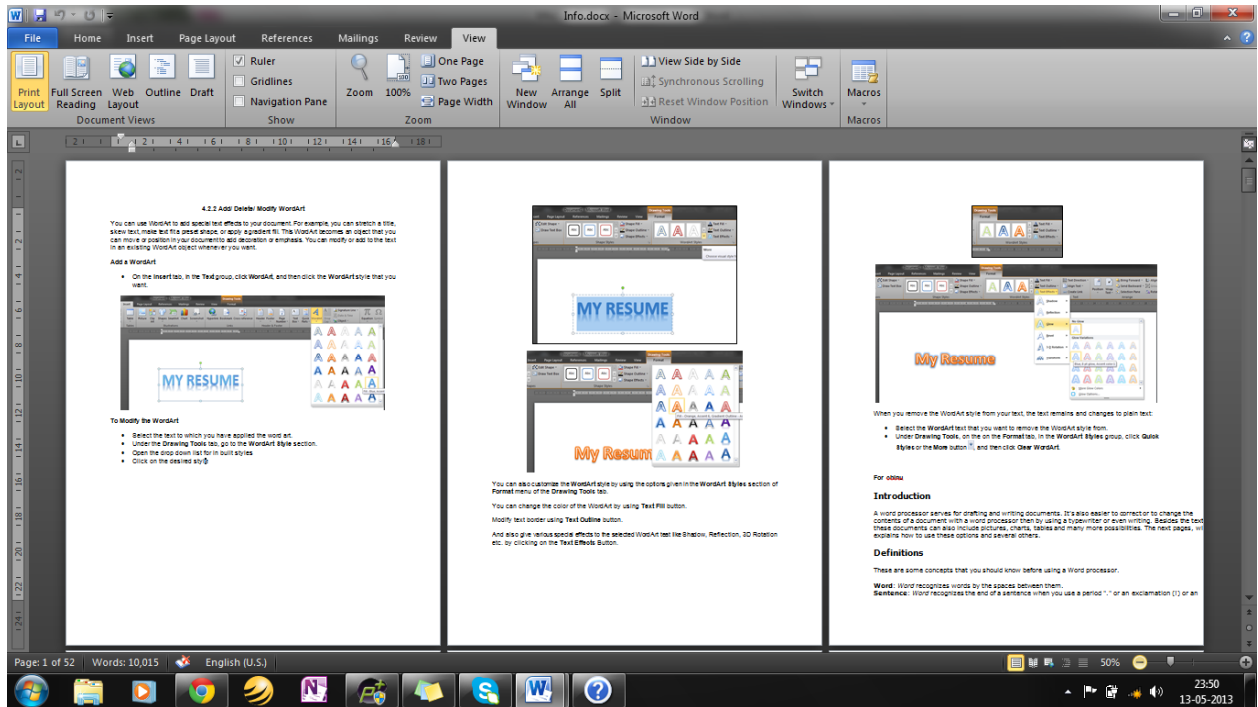 Info.docx - Microsoft Word
File Home Insert Page Layout References Mailings Review View
Print Layout
Full Screen Reading
Web Layout
Outline
Draft
Document Views
Ruler
Gridlines
Navigation Pane
Show
Zoom
100%
One Page
Two Pages
Page Width
Zoom
New Window
Arrange All
Split
View Side by Side
Synchronous Scrolling
Reset Window Position
Window
Switch Windows
Macros
Macros
4.2.2 Add/ Delete/ Modify WordArt
You can use WordArt to add special text effects to your document. For example, you can stretch a title,
skew text, make text fit a preset shape, or apply a gradient fill. This WordArt becomes an object that you
can move or position in your document to add decoration or emphasis. You can modify or add to the text
in an existing WordArt object whenever you want.
Add a WordArt
• On the Insert tab, in the Text group, click WordArt, and then click the WordArt style that you
want.
MY RESUME
To Modify the WordArt
• Select the text to which you have applied the word art.
• Under the Drawing Tools tab, go to the WordArt Style section.
• Open the drop down list for in built styles
• Click on the desired style
MY RESUME
My Resum
You can also customize the WordArt style by using the options given in the WordArt Styles section of
Format menu of the Drawing Tools tab.
You can change the color of the WordArt by using Text Fill button.
Modify text border using Text Outline button.
And also give various special effects to the selected WordArt test like Shadow, Reflection, 3D Rotation
etc. by clicking on the Text Effects Button.
My Resume
When you remove the WordArt style from your text, the text remains and changes to plain text:
• Select the WordArt text that you want to remove the WordArt style from.
• Under Drawing Tools, on the on the Format tab, in the WordArt Styles group, click Quick
Styles or the More button , and then click Clear WordArt.
For obinu
Introduction
A word processor serves for drafting and writing documents. It's also easier to correct or to change the
contents of a document with a word processor then by using a typewriter or even writing. Besides the text
these documents can also include pictures, charts, tables and many more possibilities. The next pages, wi
explains how to use these options and several others.
Definitions
These are some concepts that you should know before using a Word processor.
Word: Word recognizes words by the spaces between them.
Sentence: Word recognizes the end of a sentence when you use a period "." or an exclamation (!) or an
Page: 1 of 52 Words: 10,015 English (U.S.) 50%
23:50
13-05-2013